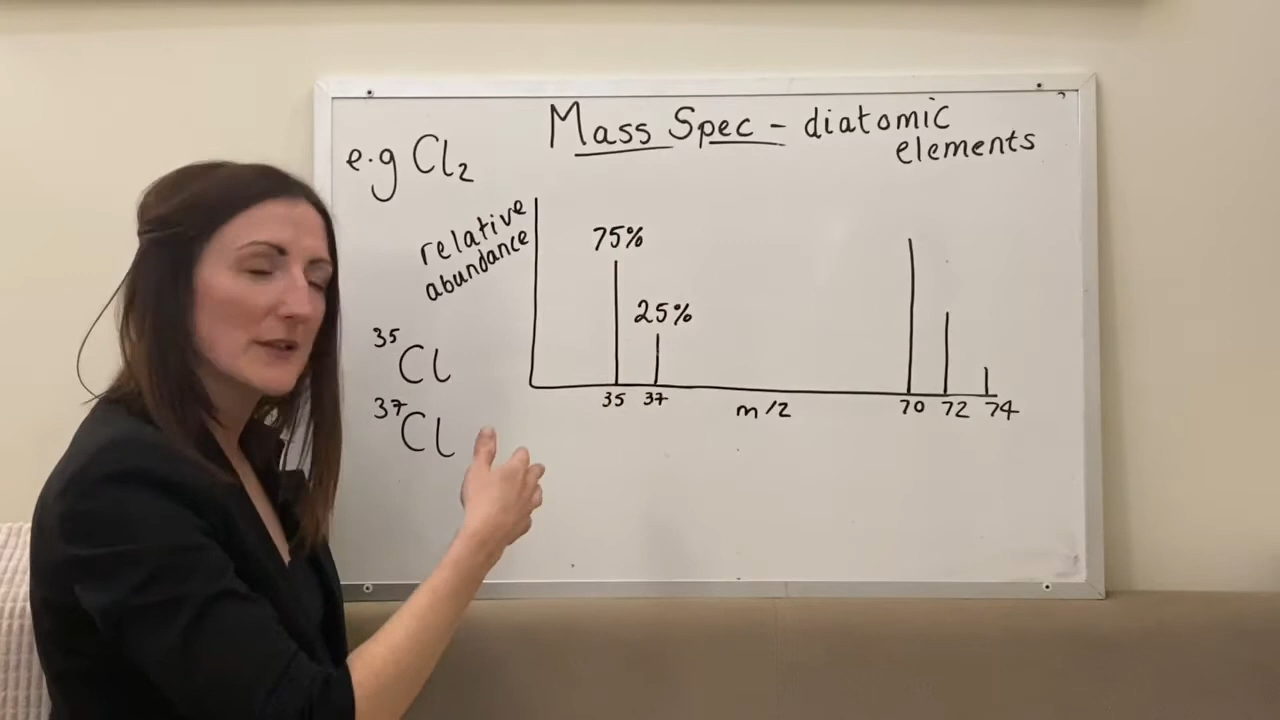 Mass Spec - diatomic
elements
e.g Cl₂
relative
abundance
75%
25%
³⁵Cl
³⁷Cl
35 37 m/z 70 72 74